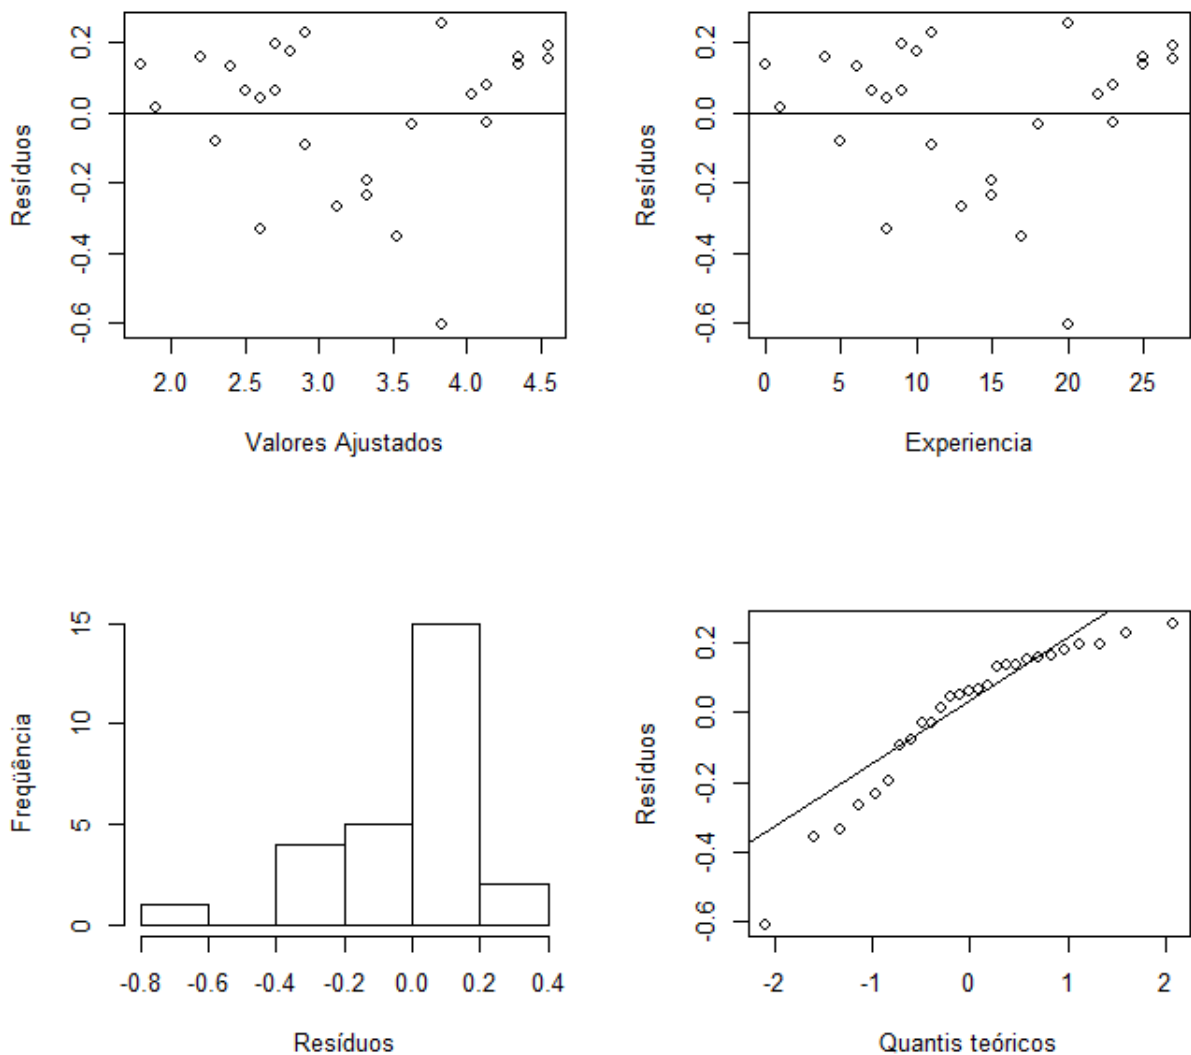 Resíduos
0.2
0.0
-0.2
-0.4
-0.6
2.0 2.5 3.0 3.5 4.0 4.5
Valores Ajustados
Resíduos
0.2
0.0
-0.2
-0.4
-0.6
0 5 10 15 20 25
Experiencia
Freqüência
15
10
5
0
-0.8 -0.6 -0.4 -0.2 0.0 0.2 0.4
Resíduos
Resíduos
0.2
0.0
-0.2
-0.4
-0.6
-2 -1 0 1 2
Quantis teóricos